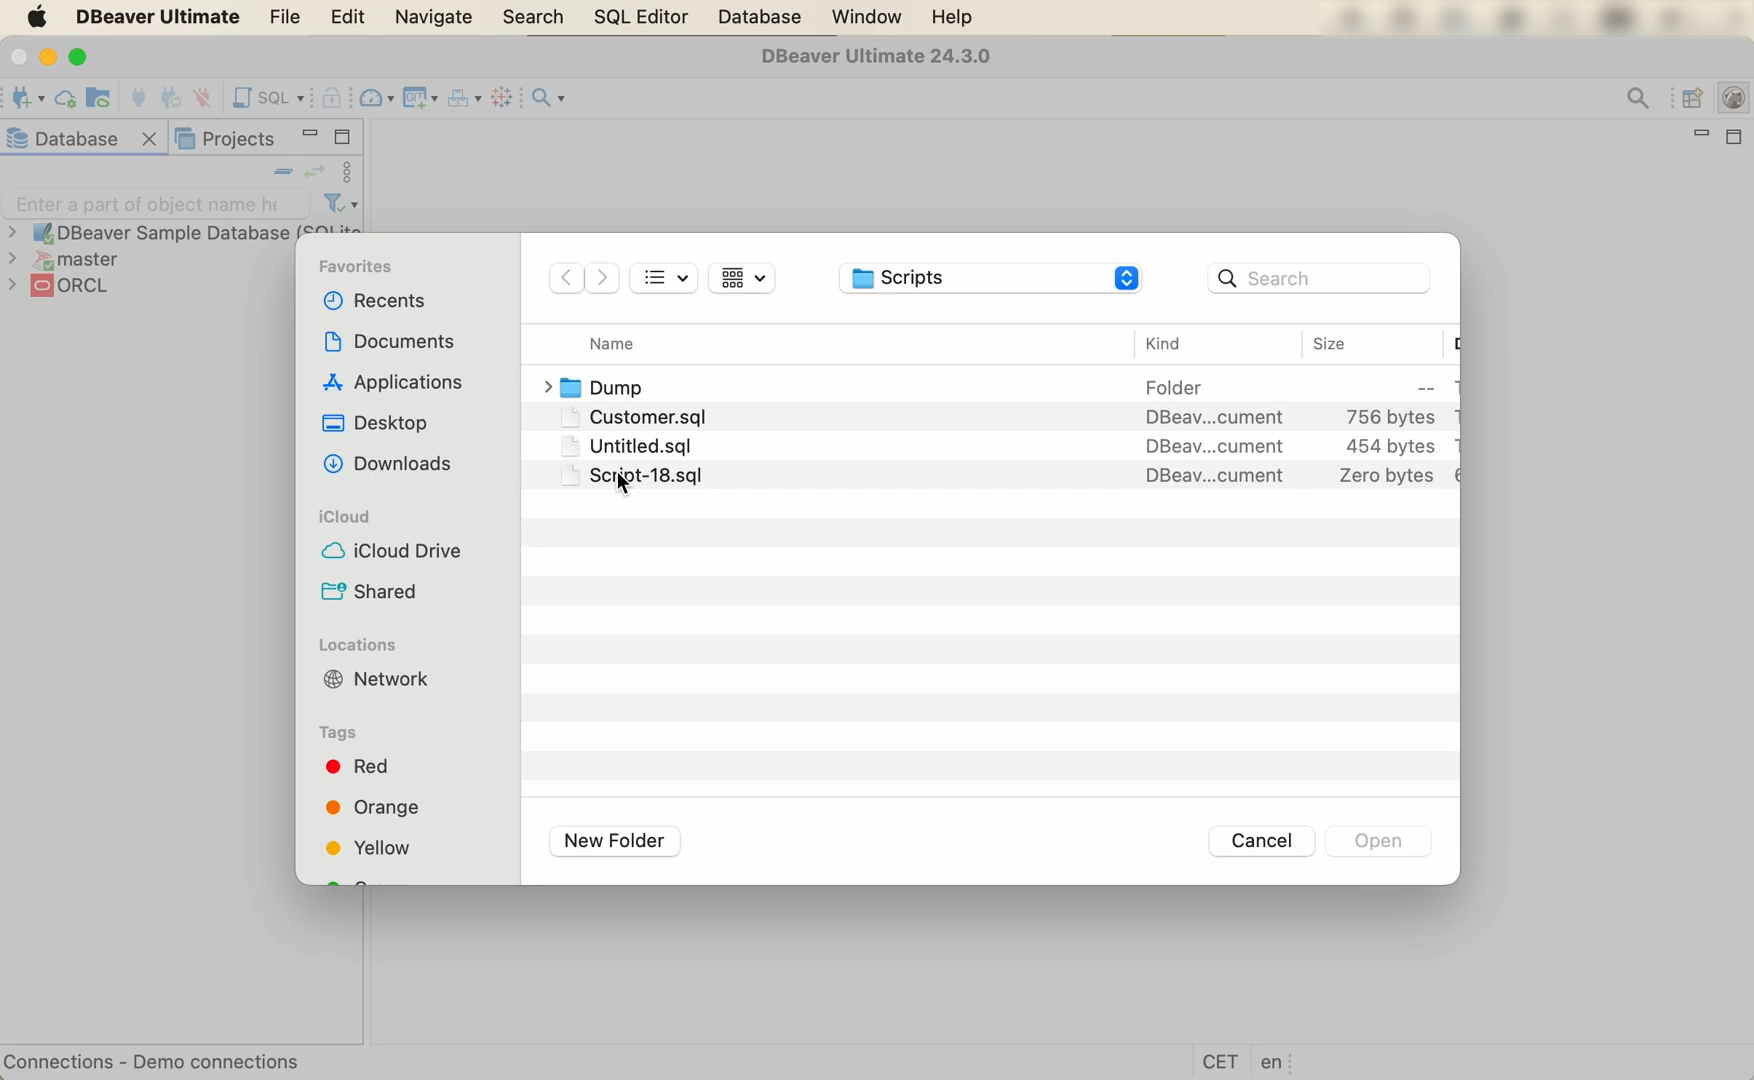 DBeaver Ultimate File Edit Navigate Search SQL Editor Database Window Help
DBeaver Ultimate 24.3.0
SQL
GIT
Database Projects
Enter a part of object name he
DBeaver Sample Database (SQLite
master
ORCL
Favorites
Recents
Documents
Applications
Desktop
Downloads
iCloud
iCloud Drive
Shared
Locations
Network
Tags
Red
Orange
Yellow
Scripts
Search
Name Kind Size
Dump Folder --
Customer.sql DBeav...cument 756 bytes
Untitled.sql DBeav...cument 454 bytes
Script-18.sql DBeav...cument Zero bytes
New Folder Cancel Open
Connections - Demo connections CET en